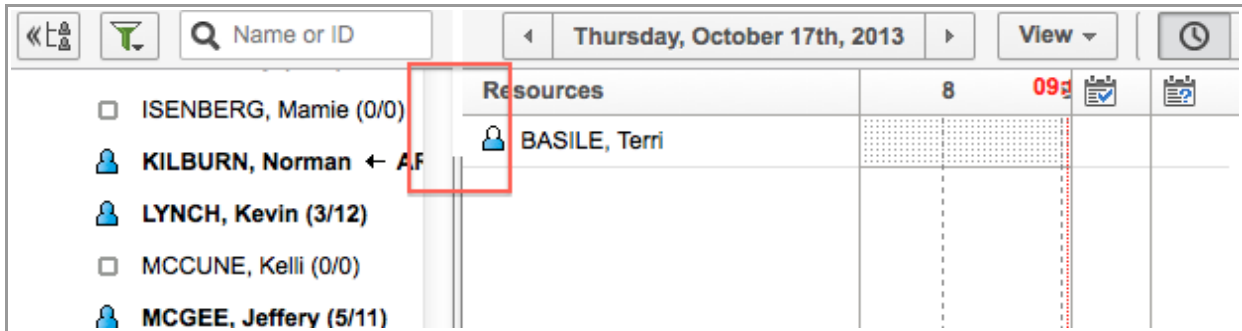 Name or ID
Thursday, October 17th, 2013
View
Resources
8
09
ISENBERG, Mamie (0/0)
BASILE, Terri
KILBURN, Norman ←
LYNCH, Kevin (3/12)
MCCUNE, Kelli (0/0)
MCGEE, Jeffery (5/11)